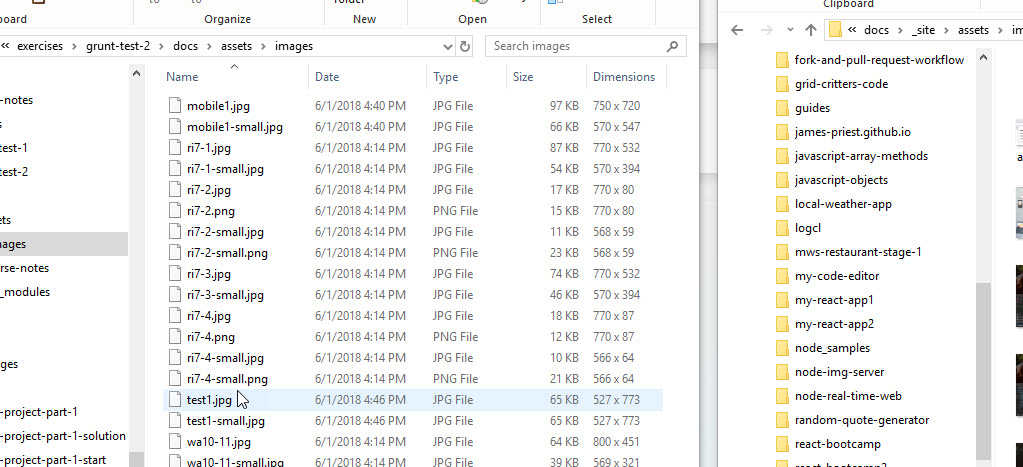 board
to
to
folder
Organize
New
Open
Select
Clipboard
« exercises > grunt-test-2 > docs > assets > images
Search images
« docs > _site > assets > im
-notes
s
test-1
test-2
ets
mages
rse-notes
_modules
ges
-project-part-1
-project-part-1-solution
-project-part-1-start
Name Date Type Size Dimensions
mobile1.jpg 6/1/2018 4:40 PM JPG File 97 KB 750 x 720
mobile1-small.jpg 6/1/2018 4:40 PM JPG File 66 KB 570 x 547
ri7-1.jpg 6/1/2018 4:14 PM JPG File 87 KB 770 x 532
ri7-1-small.jpg 6/1/2018 4:14 PM JPG File 54 KB 570 x 394
ri7-2.jpg 6/1/2018 4:14 PM JPG File 17 KB 770 x 80
ri7-2.png 6/1/2018 4:14 PM PNG File 15 KB 770 x 80
ri7-2-small.jpg 6/1/2018 4:14 PM JPG File 11 KB 568 x 59
ri7-2-small.png 6/1/2018 4:14 PM PNG File 23 KB 568 x 59
ri7-3.jpg 6/1/2018 4:14 PM JPG File 74 KB 770 x 532
ri7-3-small.jpg 6/1/2018 4:14 PM JPG File 46 KB 570 x 394
ri7-4.jpg 6/1/2018 4:14 PM JPG File 18 KB 770 x 87
ri7-4.png 6/1/2018 4:14 PM PNG File 12 KB 770 x 87
ri7-4-small.jpg 6/1/2018 4:14 PM JPG File 10 KB 566 x 64
ri7-4-small.png 6/1/2018 4:14 PM PNG File 21 KB 566 x 64
test1.jpg 6/1/2018 4:46 PM JPG File 65 KB 527 x 773
test1-small.jpg 6/1/2018 4:46 PM JPG File 65 KB 527 x 773
wa10-11.jpg 6/1/2018 4:14 PM JPG File 64 KB 800 x 451
wa10-11-small.jpg 6/1/2018 4:14 PM JPG File 39 KB 569 x 321
fork-and-pull-request-workflow
grid-critters-code
guides
james-priest.github.io
javascript-array-methods
javascript-objects
local-weather-app
logcl
mws-restaurant-stage-1
my-code-editor
my-react-app1
my-react-app2
node_samples
node-img-server
node-real-time-web
random-quote-generator
react-bootcamp
react-bootcamp2
a